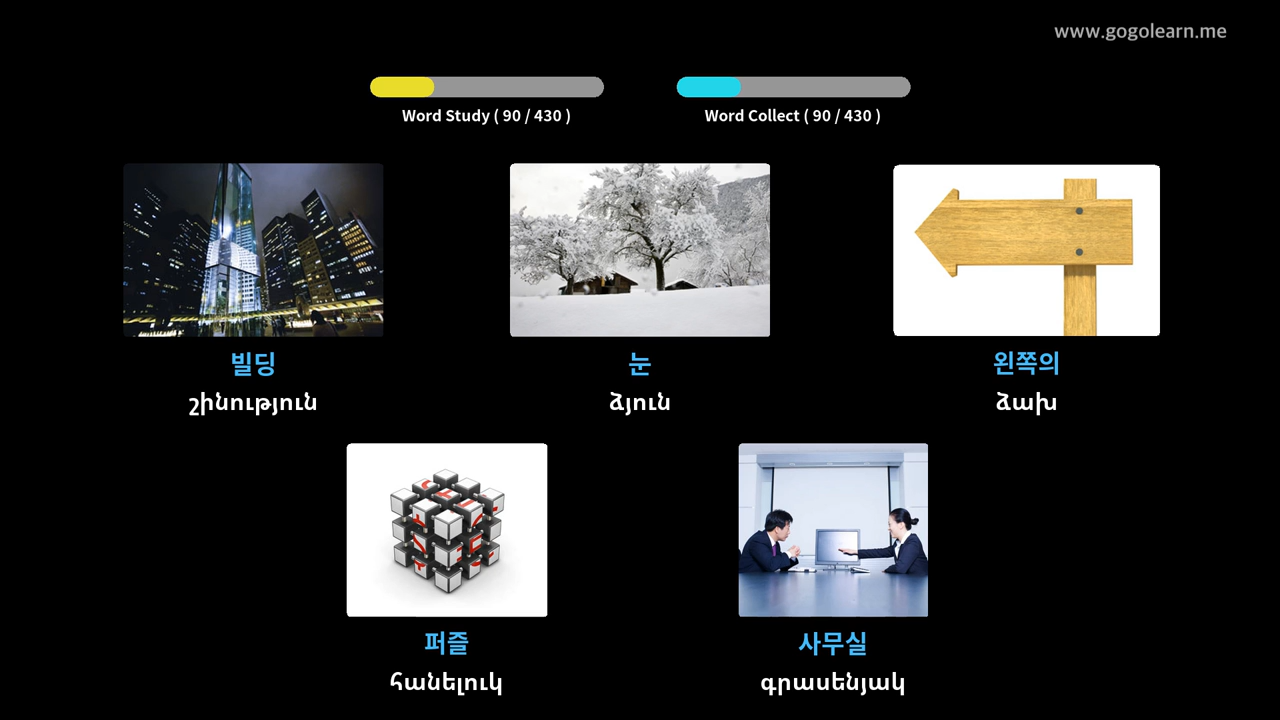 www.gogolearn.me
Word Study ( 90 / 430 )
Word Collect ( 90 / 430 )
빌딩
շինություն
눈
ձյուն
왼쪽의
ձախ
퍼즐
հանելուկ
사무실
գրասենյակ